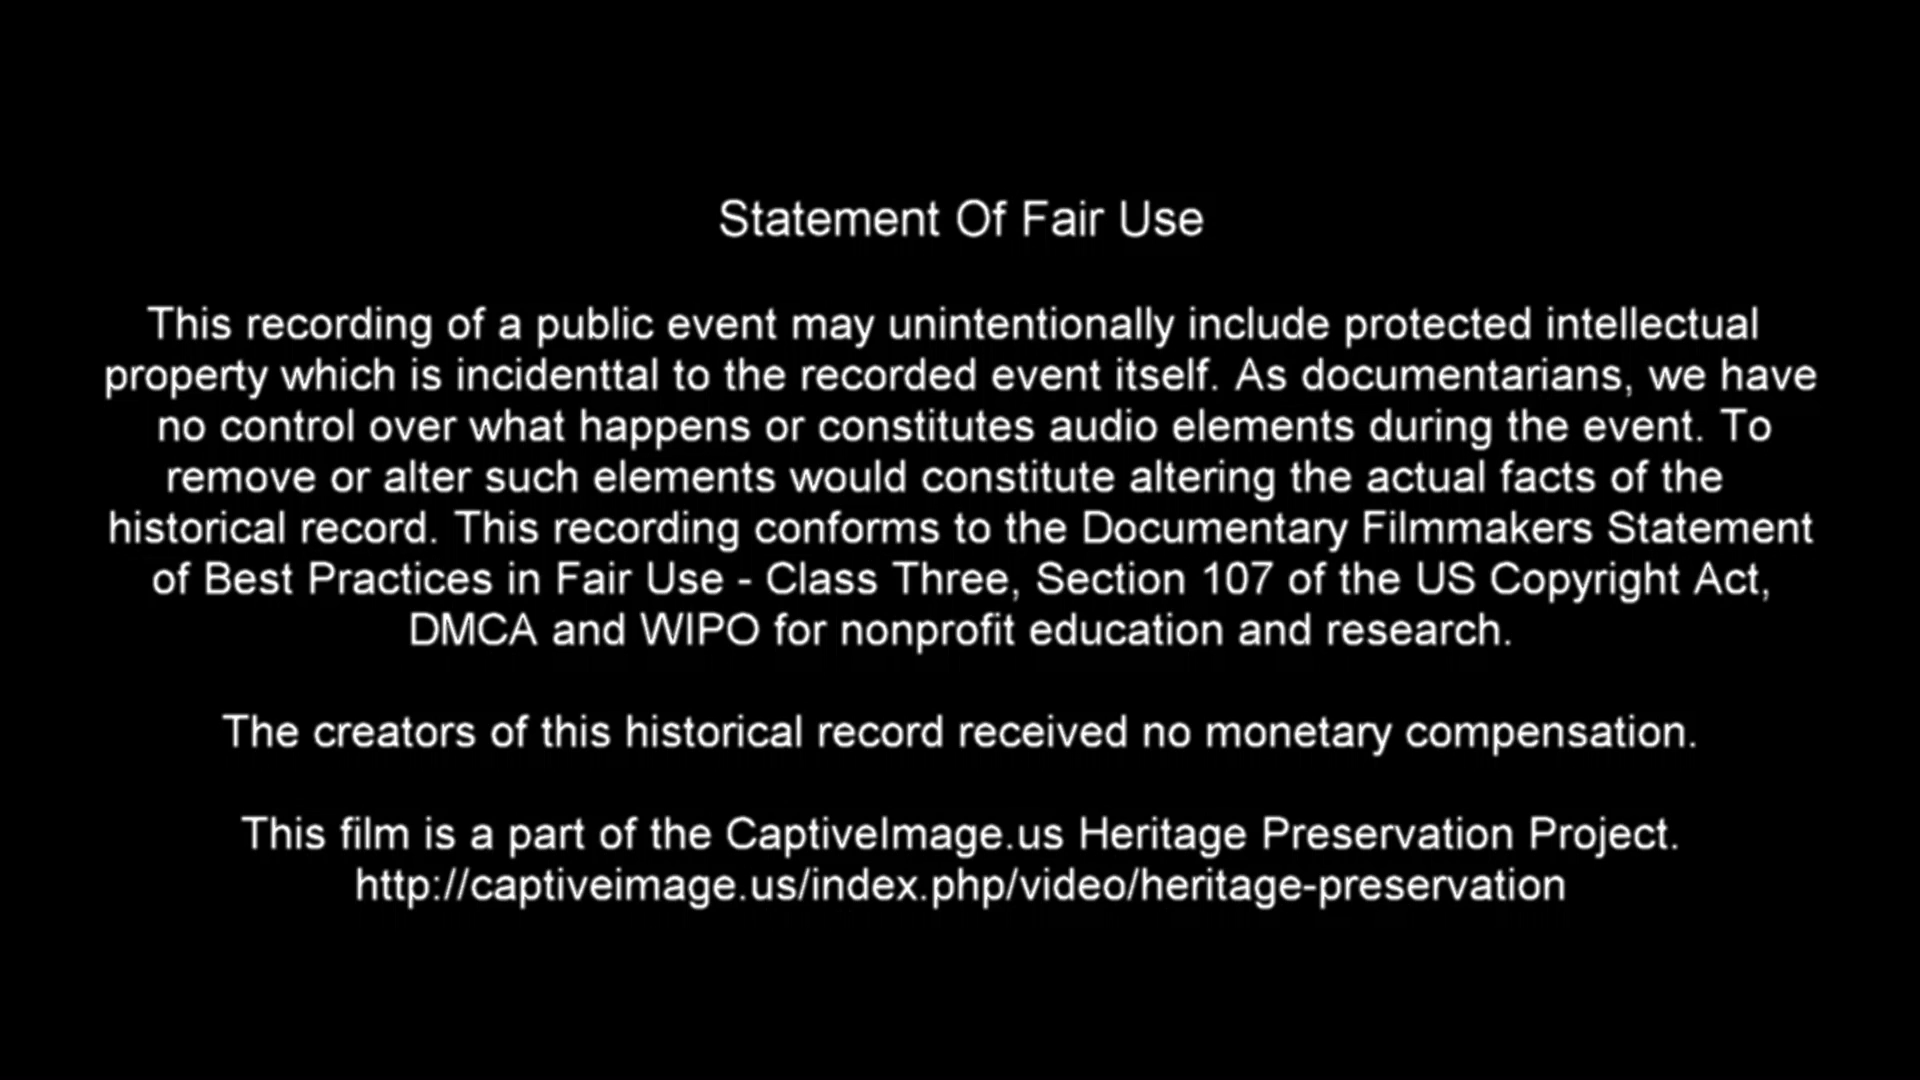 Statement Of Fair Use
This recording of a public event may unintentionally include protected intellectual
property which is incidenttal to the recorded event itself. As documentarians, we have
no control over what happens or constitutes audio elements during the event. To
remove or alter such elements would constitute altering the actual facts of the
historical record. This recording conforms to the Documentary Filmmakers Statement
of Best Practices in Fair Use - Class Three, Section 107 of the US Copyright Act,
DMCA and WIPO for nonprofit education and research.
The creators of this historical record received no monetary compensation.
This film is a part of the CaptiveImage.us Heritage Preservation Project.
http://captiveimage.us/index.php/video/heritage-preservation